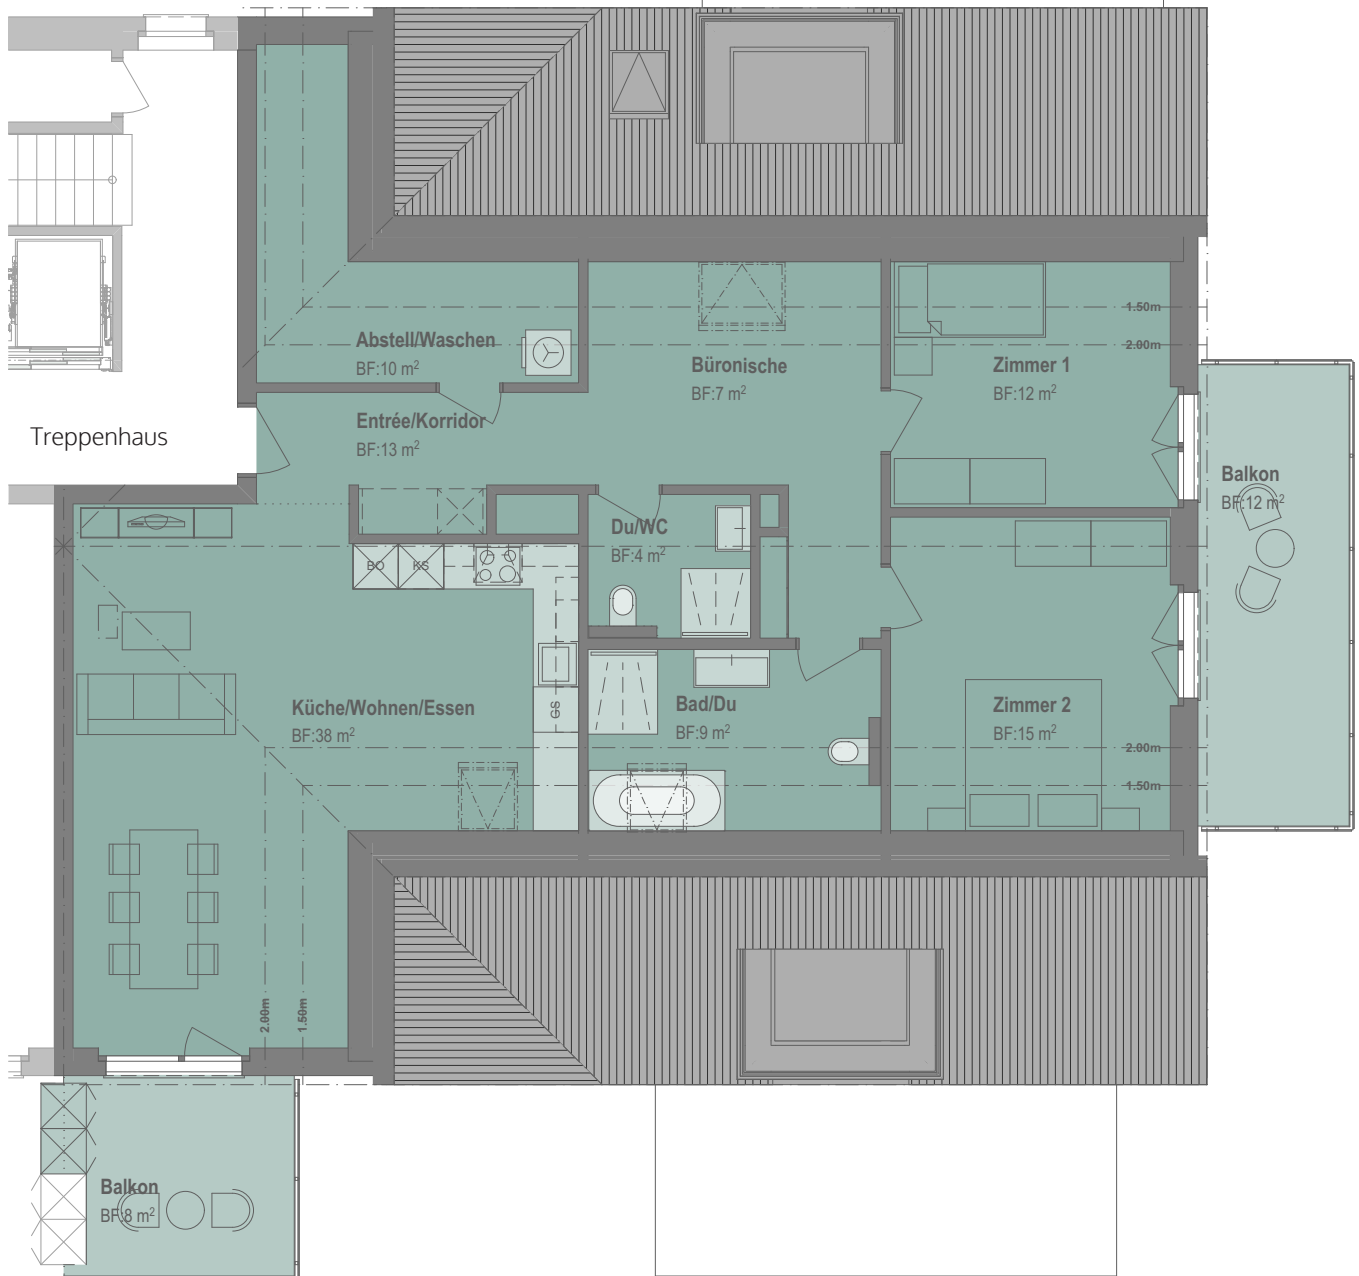 1.50m
Abstell/Waschen
BF:10 m²
2.00m
Büronische
BF:7 m²
Zimmer 1
BF:12 m²
Entrée/Korridor
BF:13 m²
Treppenhaus
Balkon
BF:12 m²
Du/WC
BF:4 m²
BO
KS
Küche/Wohnen/Essen
BF:38 m²
GS
Bad/Du
BF:9 m²
Zimmer 2
BF:15 m²
2.00m
1.50m
2.00m
1.50m
Balkon
BF:8 m²